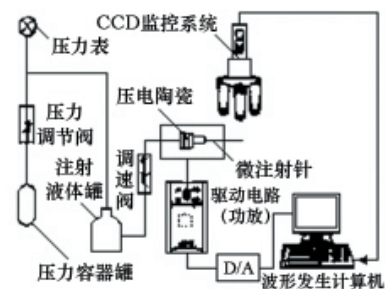 CCD监控系统
压力表
压电陶瓷
压力
调节阀
微注射针
调
速
阀
注射
液体罐
驱动电路
(功放)
D/A
压力容器罐
波形发生计算机